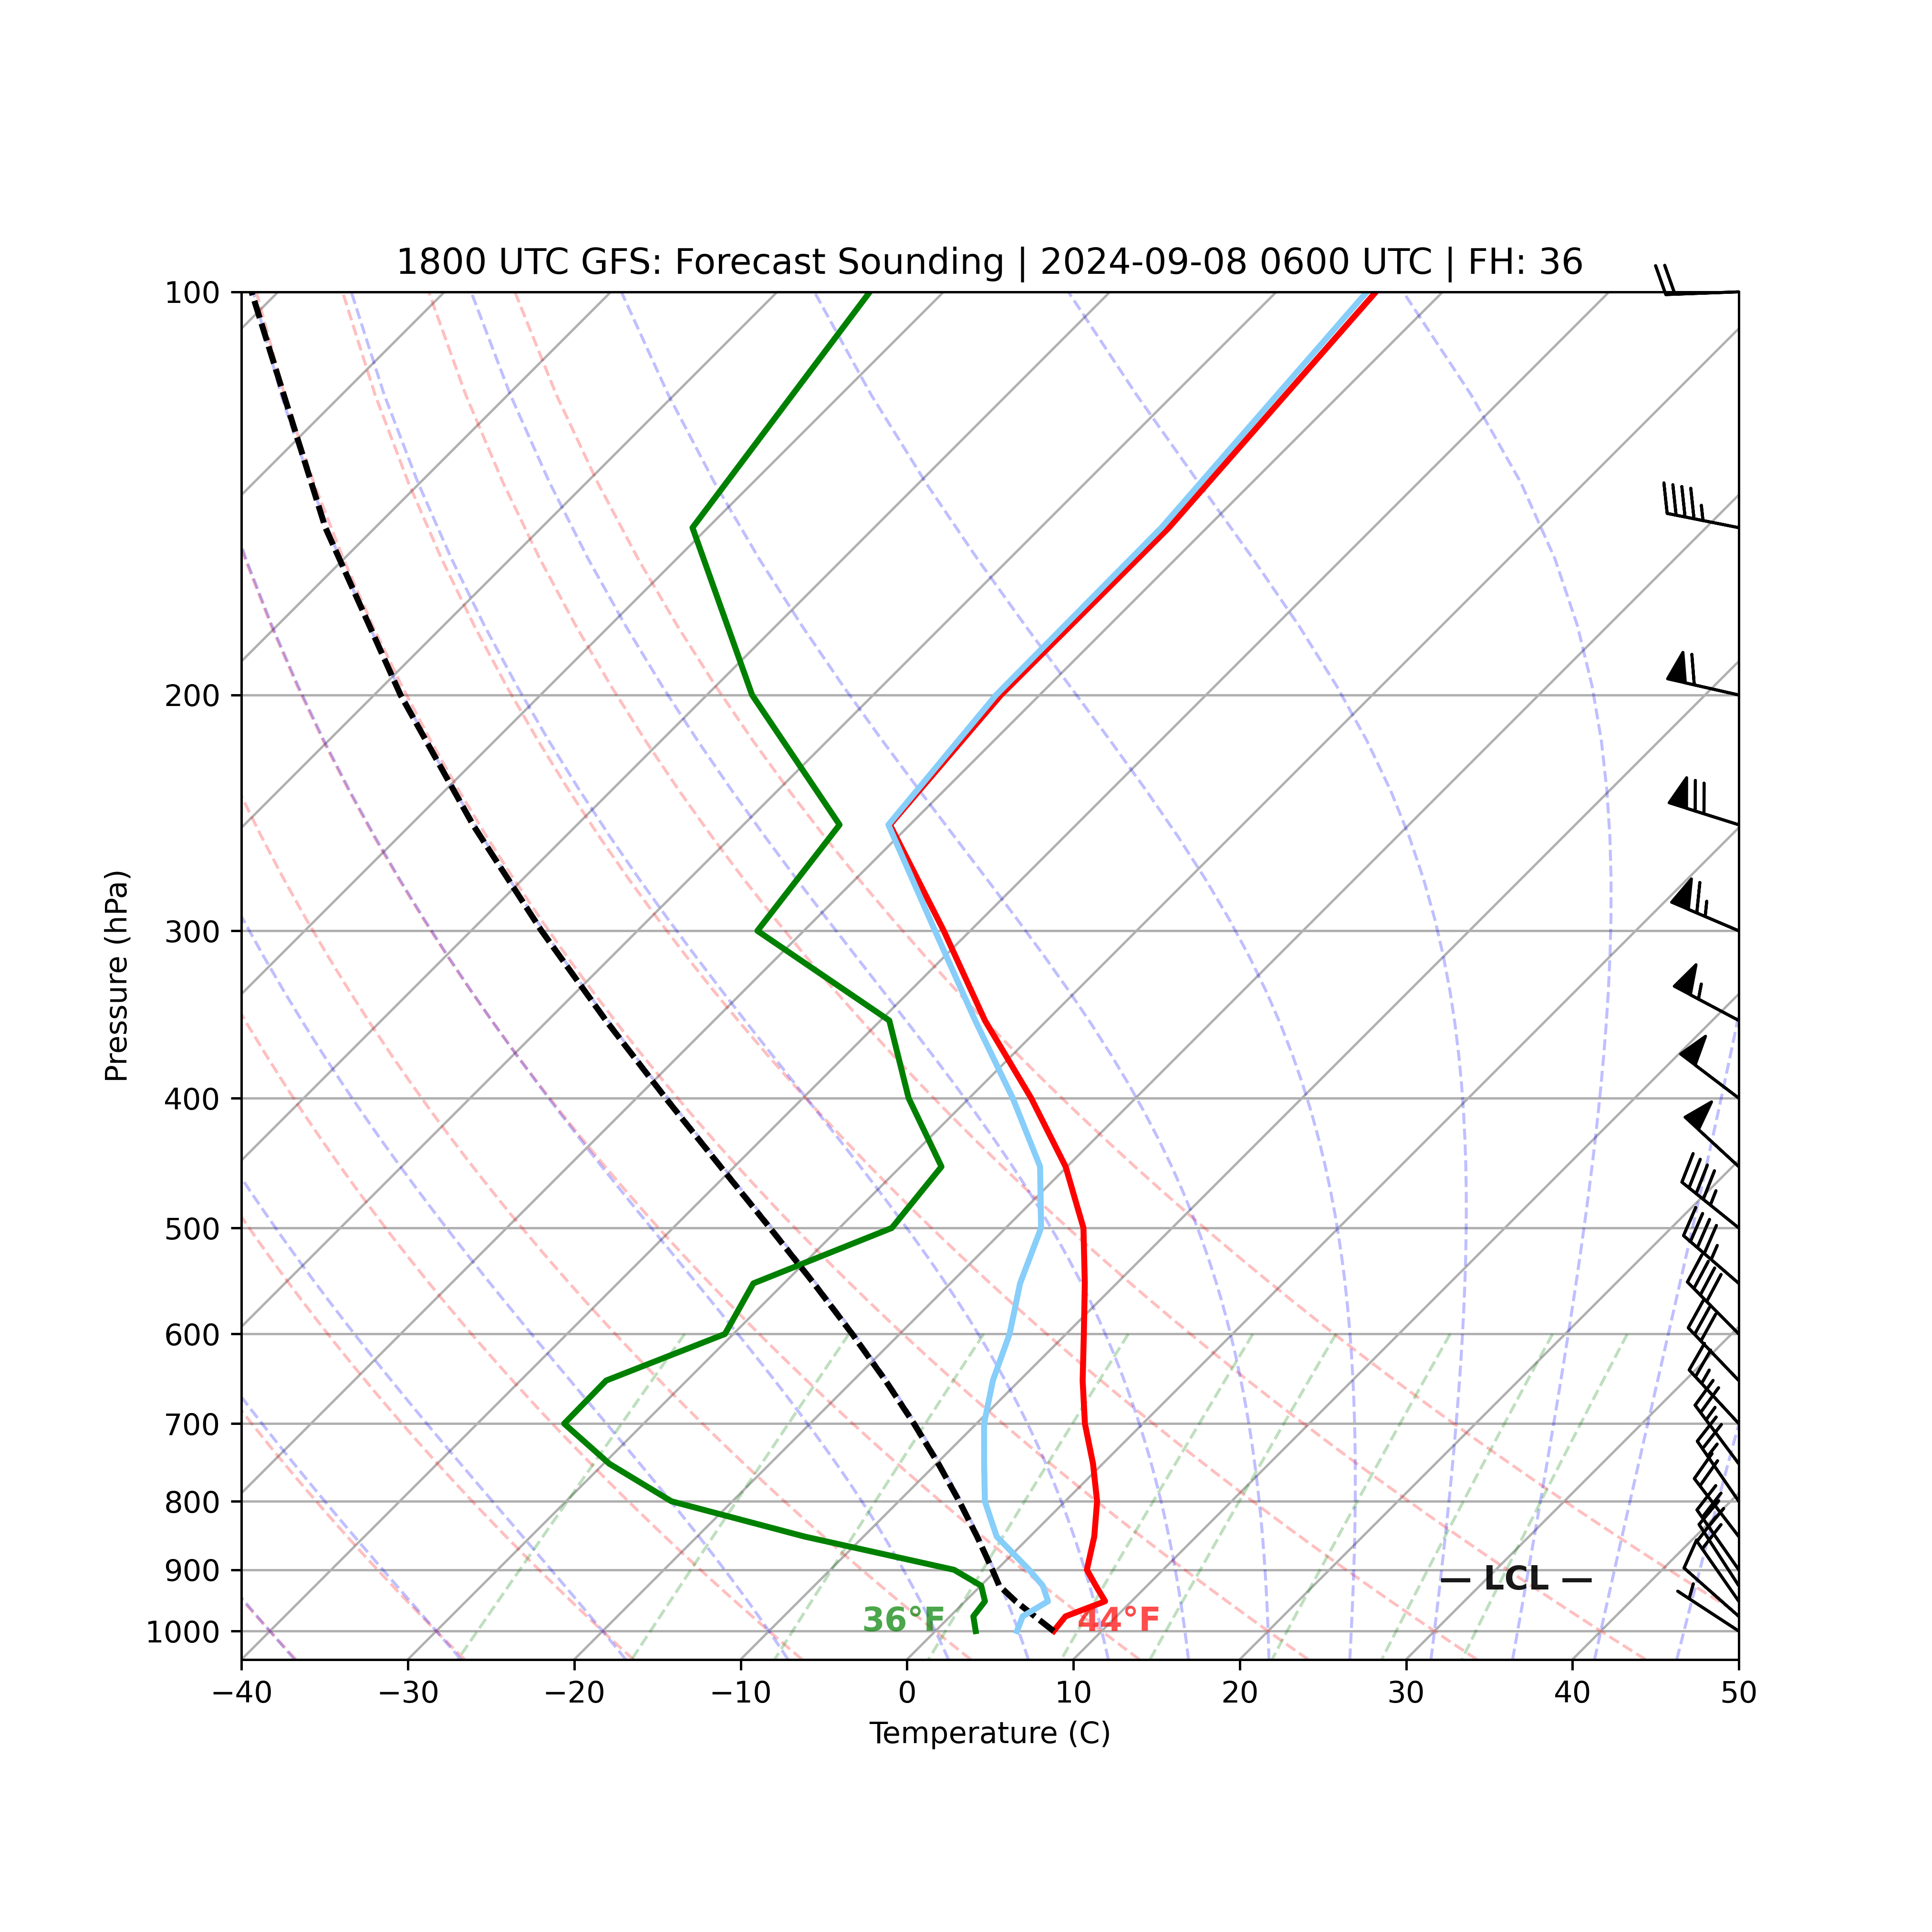 1800 UTC GFS: Forecast Sounding | 2024-09-08 0600 UTC | FH: 36
100
200
300
400
500
600
700
800
900
1000
Pressure (hPa)
— LCL —
36°F
44°F
−40 −30 −20 −10 0 10 20 30 40 50
Temperature (C)